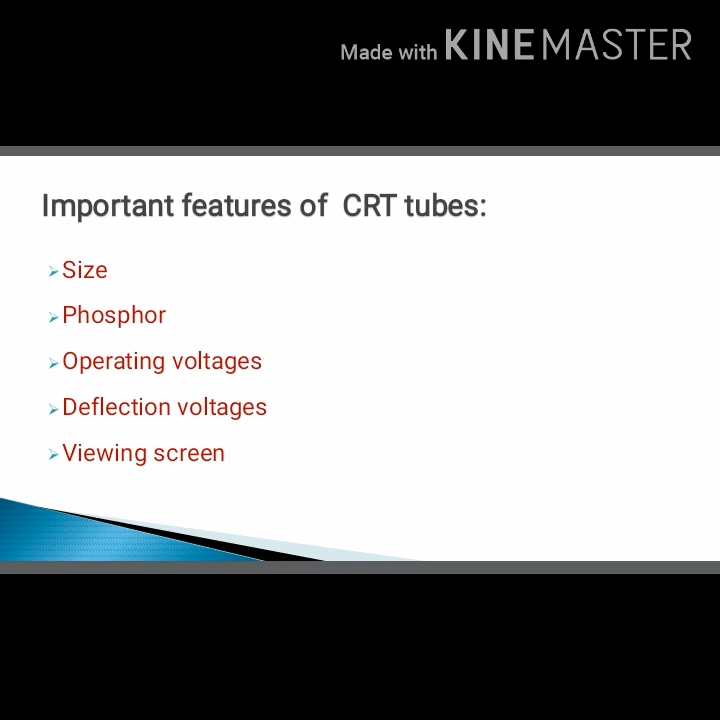 Made with KINEMASTER
Important features of CRT tubes:
Size
Phosphor
Operating voltages
Deflection voltages
Viewing screen